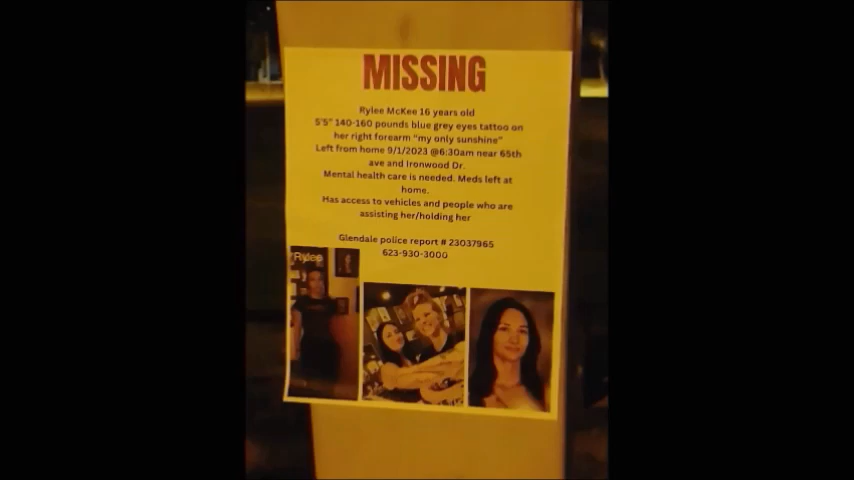 MISSING
Rylee McKee 16 years old
5'5" 140-160 pounds blue grey eyes tattoo on
her right forearm "my only sunshine"
Left from home 9/1/2023 @6:30am near 65th
ave and Ironwood Dr.
Mental health care is needed. Meds left at
home.
Has access to vehicles and people who are
assisting her/holding her
Glendale police report # 23037965
623-930-3000
Rylee